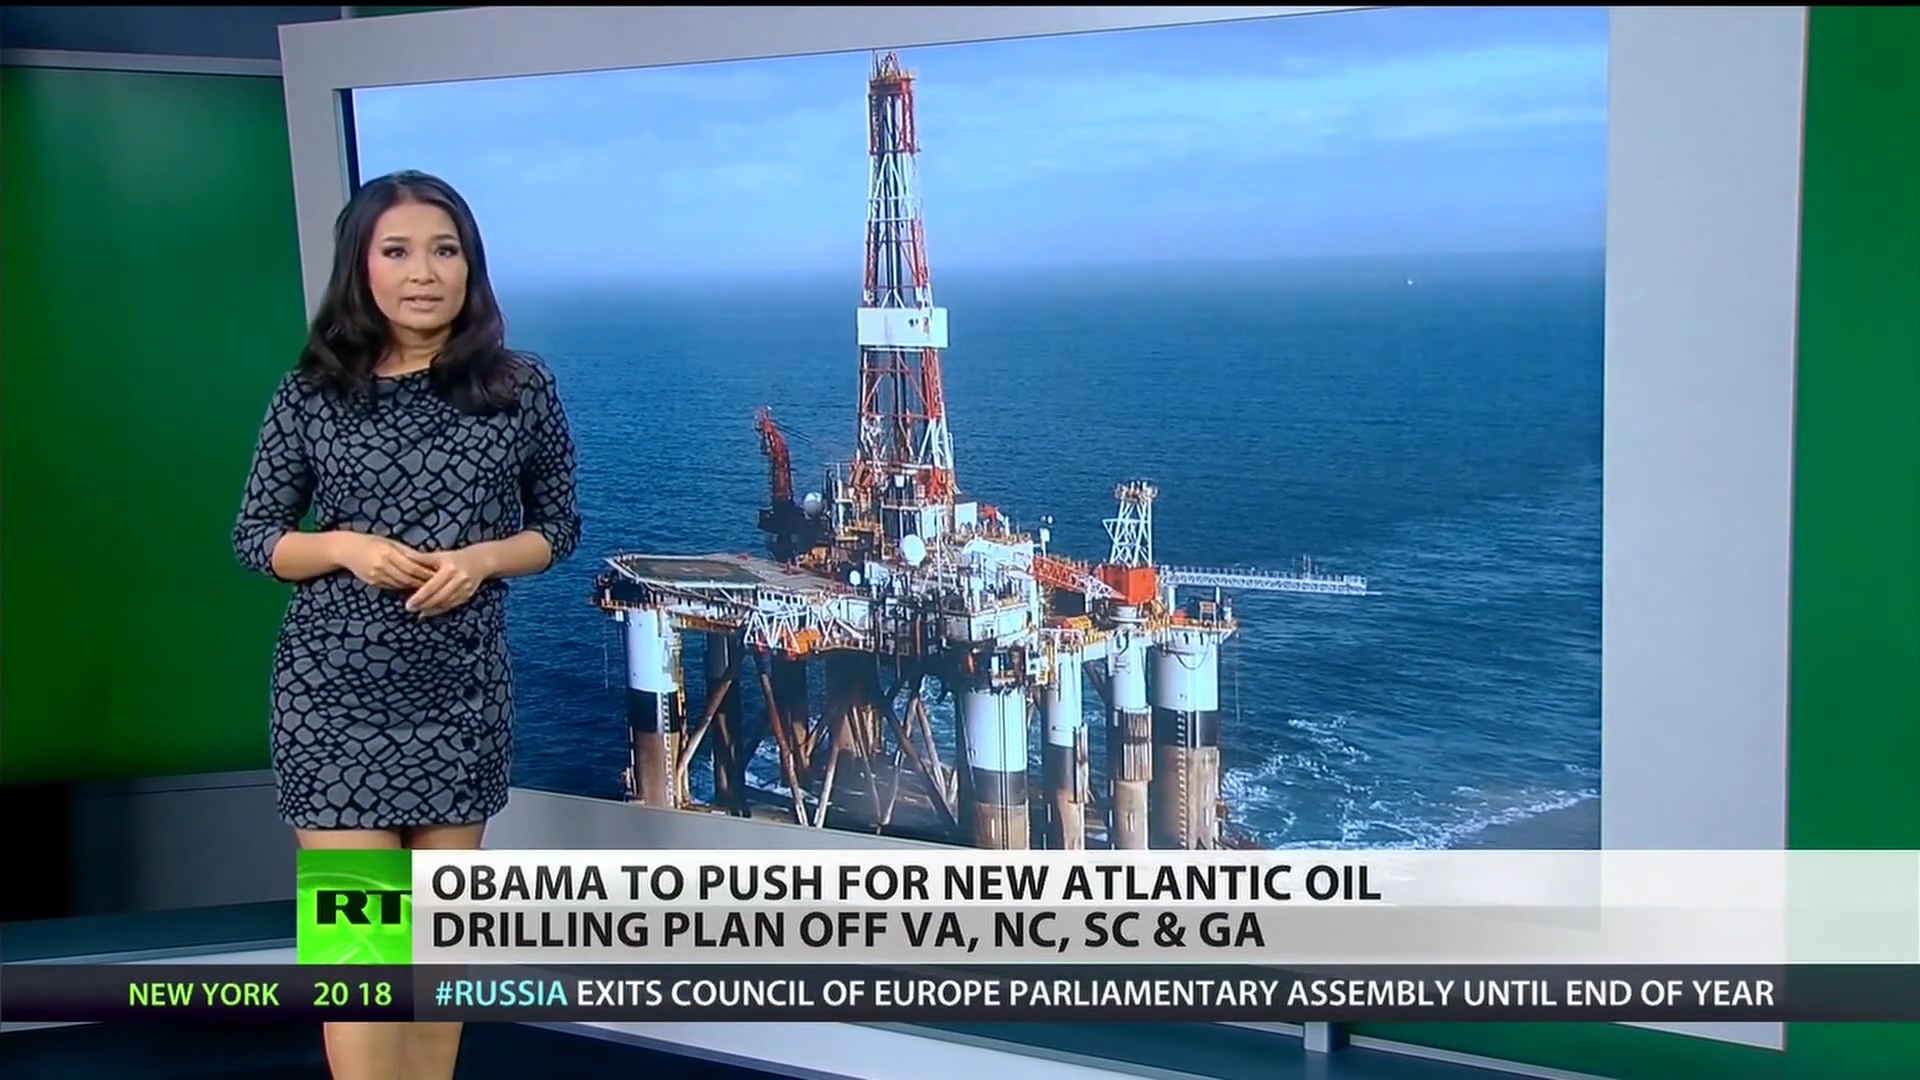 OBAMA TO PUSH FOR NEW ATLANTIC OIL
RT DRILLING PLAN OFF VA, NC, SC & GA
NEW YORK 20 18 #RUSSIA EXITS COUNCIL OF EUROPE PARLIAMENTARY ASSEMBLY UNTIL END OF YEAR